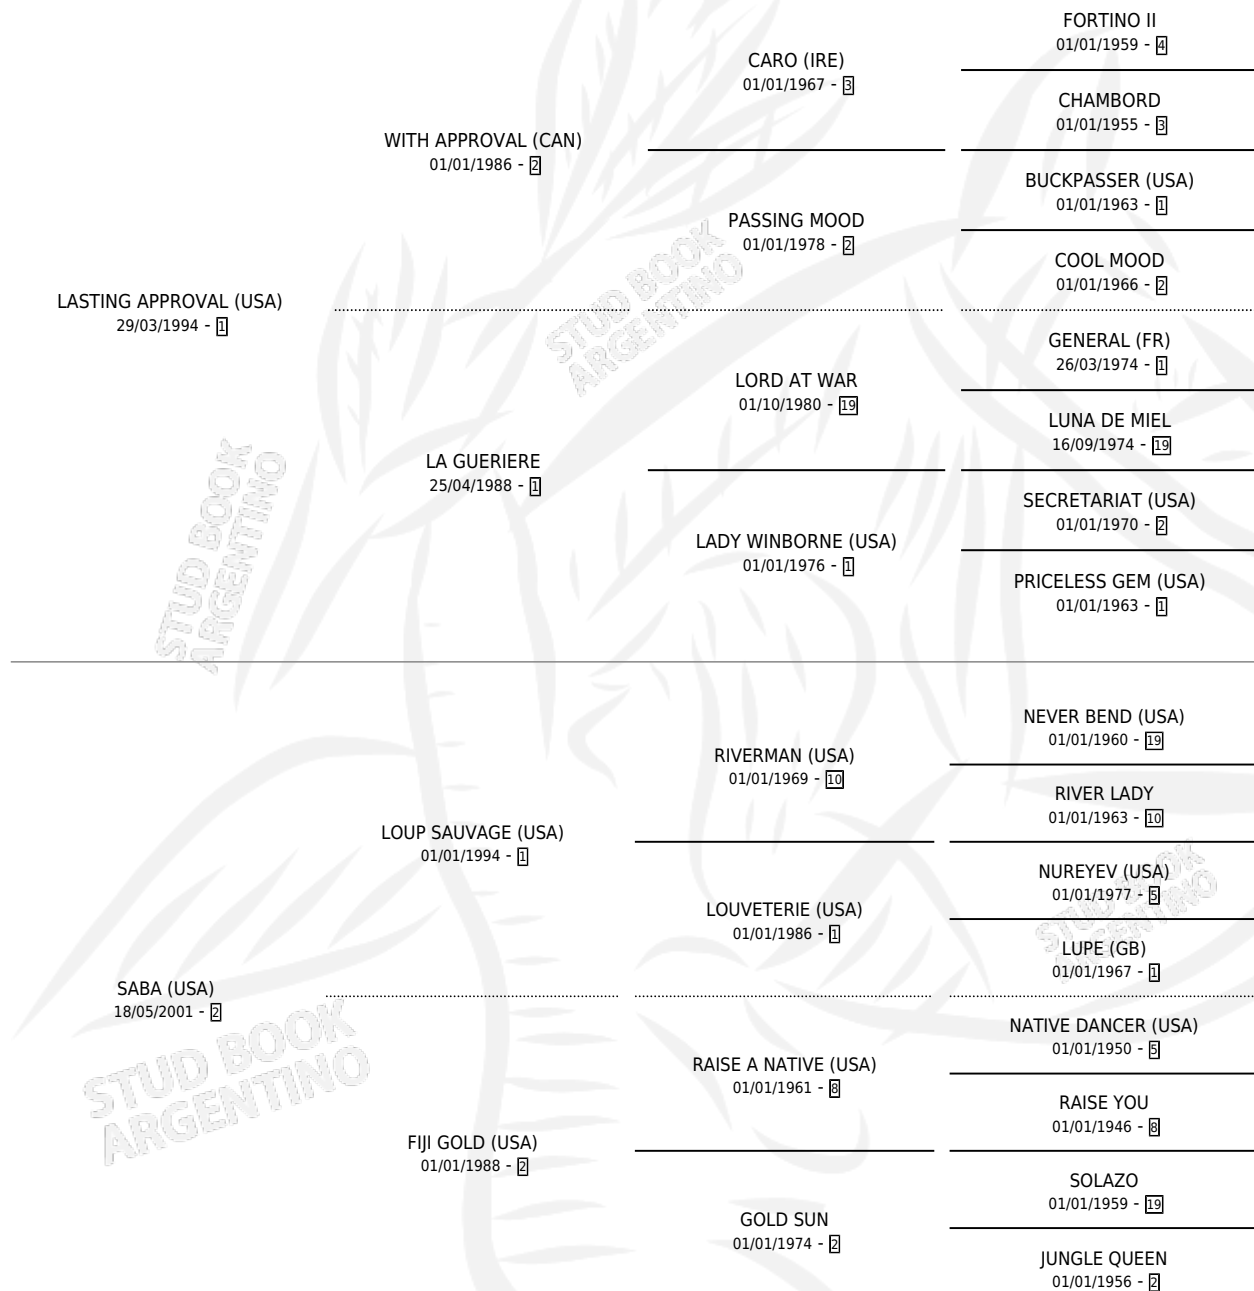 FORTINO II
01/01/1959 - 4
CARO (IRE)
01/01/1967 - 3
CHAMBORD
01/01/1955 - 3
WITH APPROVAL (CAN)
01/01/1986 - 2
BUCKPASSER (USA)
01/01/1963 - 1
PASSING MOOD
01/01/1978 - 2
COOL MOOD
01/01/1966 - 2
LASTING APPROVAL (USA)
29/03/1994 - 1
GENERAL (FR)
26/03/1974 - 1
LORD AT WAR
01/10/1980 - 19
LUNA DE MIEL
16/09/1974 - 19
LA GUERIERE
25/04/1988 - 1
SECRETARIAT (USA)
01/01/1970 - 2
LADY WINBORNE (USA)
01/01/1976 - 1
PRICELESS GEM (USA)
01/01/1963 - 1
STUD BOOK
ARGENTINO
STUD BOOK
ARGENTINO
NEVER BEND (USA)
01/01/1960 - 19
RIVERMAN (USA)
01/01/1969 - 10
RIVER LADY
01/01/1963 - 10
LOUP SAUVAGE (USA)
01/01/1994 - 1
NUREYEV (USA)
01/01/1977 - 5
LOUVETERIE (USA)
01/01/1986 - 1
LUPE (GB)
01/01/1967 - 1
SABA (USA)
18/05/2001 - 2
NATIVE DANCER (USA)
01/01/1950 - 5
RAISE A NATIVE (USA)
01/01/1961 - 8
RAISE YOU
01/01/1946 - 8
FIJI GOLD (USA)
01/01/1988 - 2
SOLAZO
01/01/1959 - 19
GOLD SUN
01/01/1974 - 2
JUNGLE QUEEN
01/01/1956 - 2
STUD BOOK
ARGENTINO
STUD BOOK
ARGENTINO